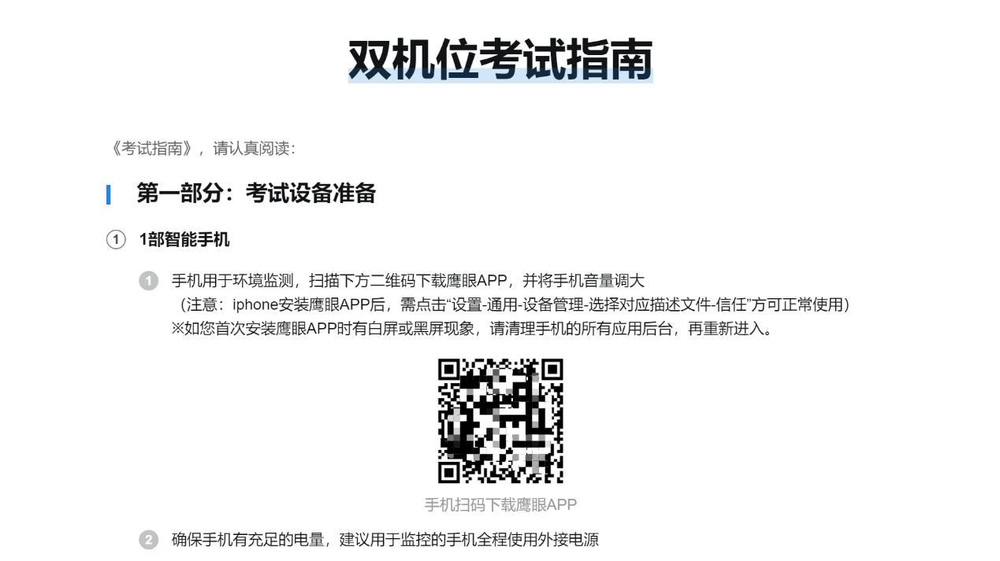 双机位考试指南
《考试指南》，请认真阅读：
第一部分：考试设备准备
1 1部智能手机
1 手机用于环境监测，扫描下方二维码下载鹰眼APP，并将手机音量调大
（注意：iphone安装鹰眼APP后，需点击“设置-通用-设备管理-选择对应描述文件-信任”方可正常使用）
※如您首次安装鹰眼APP时有白屏或黑屏现象，请清理手机的所有应用后台，再重新进入。
手机扫码下载鹰眼APP
2 确保手机有充足的电量，建议用于监控的手机全程使用外接电源